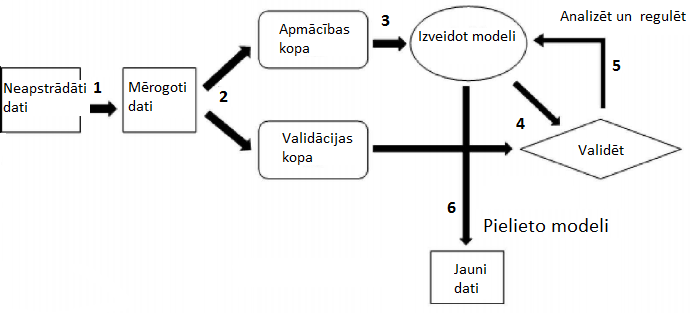 Neapstrādāti
dati
1
Mērogoti
dati
2
Apmācības
kopa
3
Izveidot modeli
Analizēt un regulēt
5
Validācijas
kopa
4
Validēt
6
Pielieto modeli
Jauni
dati